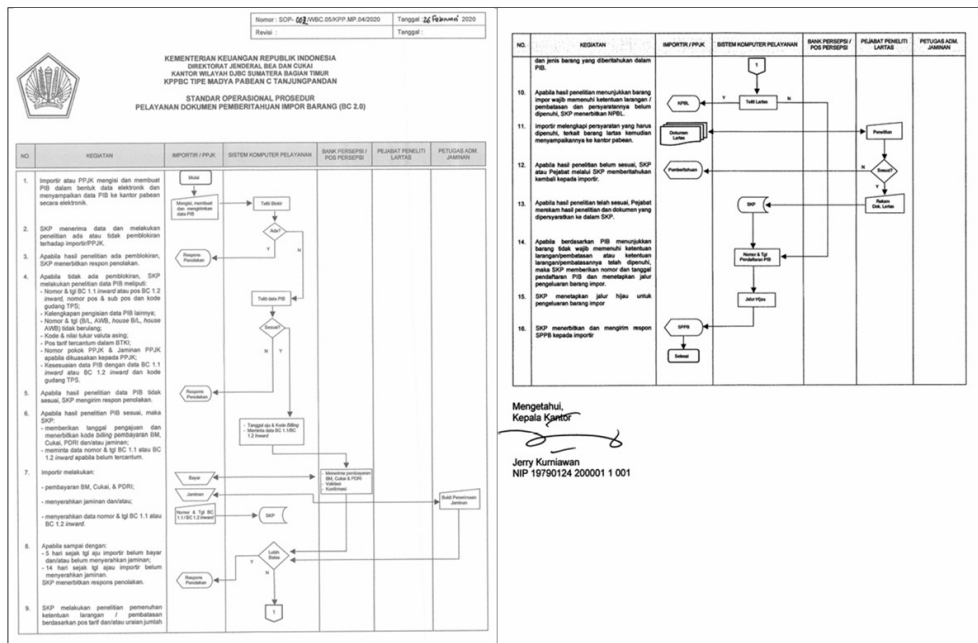 Nomor : SOP- 003/WBC.05/KPP.MP.04/2020
Tanggal : 26 Februari 2020
Revisi :
Tanggal :
KEMENTERIAN KEUANGAN REPUBLIK INDONESIA
DIREKTORAT JENDERAL BEA DAN CUKAI
KANTOR WILAYAH DJBC SUMATERA BAGIAN TIMUR
KPPBC TIPE MADYA PABEAN C TANJUNGPANDAN
STANDAR OPERASIONAL PROSEDUR
PELAYANAN DOKUMEN PEMBERITAHUAN IMPOR BARANG (BC 2.0)
NO
KEGIATAN
IMPORTIR / PPJK
SISTEM KOMPUTER PELAYANAN
BANK PERSEPSI /
POS PERSEPSI
PEJABAT PENELITI
LARTAS
PETUGAS ADM.
JAMINAN
1. Importir atau PPJK mengisi dan membuat
PIB dalam bentuk data elektronik dan
menyampaikan data PIB ke kantor pabean
secara elektronik.
Mulai
Mengisi, membuat
dan mengirimkan
data PIB
Teliti Blokir
2. SKP menerima data dan melakukan
penelitian ada atau tidak pemblokiran
terhadap importir/PPJK.
Ada?
Y
N
3. Apabila hasil penelitian ada pemblokiran,
SKP menerbitkan respon penolakan.
Respons
Penolakan
4. Apabila tidak ada pemblokiran, SKP
melakukan penelitian data PIB meliputi:
- Nomor & tgl BC 1.1 inward atau pos BC 1.2
inward, nomor pos & sub pos dan kode
gudang TPS;
- Kelengkapan pengisian data PIB lainnya;
- Nomor & tgl (B/L, AWB, house B/L, house
AWB) tidak berulang;
- Kode & nilai tukar valuta asing;
- Pos tarif tercantum dalam BTKI;
- Nomor pokok PPJK & Jaminan PPJK
apabila dikuasakan kepada PPJK;
- Kesesuaian data PIB dengan data BC 1.1
inward atau BC 1.2 inward dan kode
gudang TPS.
Teliti data PIB
Sesuai?
N
Y
5. Apabila hasil penelitian data PIB tidak
sesuai, SKP mengirim respon penolakan.
Respons
Penolakan
6. Apabila hasil penelitian PIB sesuai, maka
SKP:
- memberikan tanggal pengajuan dan
menerbitkan kode billing pembayaran BM,
Cukai, PDRI dan/atau jaminan;
- meminta data nomor & tgl BC 1.1 atau BC
1.2 inward apabila belum tercantum.
- Tanggal aju & Kode Billing
- Meminta data BC 1.1/BC
1.2 Inward
7. Importir melakukan:
- pembayaran BM, Cukai, & PDRI;
- menyerahkan jaminan dan/atau;
- menyerahkan data nomor & tgl BC 1.1 atau
BC 1.2 inward.
Bayar
- Menerima pembayaran
BM, Cukai & PDRI
- Validasi
- Konfirmasi
Jaminan
Bukti Penerimaan
Jaminan
Nomor & Tgl BC
1.1 / BC 1.2 inward
SKP
8. Apabila sampai dengan:
- 5 hari sejak tgl aju importir belum bayar
dan/atau belum menyerahkan jaminan;
- 14 hari sejak tgl ajau importir belum
menyerahkan jaminan.
SKP menerbitkan respons penolakan.
Lebih
Batas
Y
N
Respons
Penolakan
9. SKP melakukan penelitian pemenuhan
ketentuan larangan / pembatasan
berdasarkan pos tarif dan/atau uraian jumlah
1
NO.
KEGIATAN
IMPORTIR / PPJK
SISTEM KOMPUTER PELAYANAN
BANK PERSEPSI /
POS PERSEPSI
PEJABAT PENELITI
LARTAS
PETUGAS ADM.
JAMINAN
dan jenis barang yang diberitahukan dalam
PIB.
1
10. Apabila hasil penelitian menunjukkan barang
impor wajib memenuhi ketentuan larangan /
pembatasan dan persyaratannya belum
dipenuhi, SKP menerbitkan NPBL.
NPBL
Y
Teliti Lartas
N
11. importir melengkapi persyaratan yang harus
dipenuhi, terkait barang lartas kemudian
menyampaikannya ke kantor pabean.
Dokumen
Lartas
Penelitian
12. Apabila hasil penelitian belum sesuai, SKP
atau Pejabat melalui SKP memberitahukan
kembali kepada importir.
Pemberitahuan
N
Sesuai?
Y
13. Apabila hasil penelitian telah sesuai, Pejabat
merekam hasil penelitian dan dokumen yang
dipersyaratkan ke dalam SKP.
SKP
Rekam
Dok. Lartas
14. Apabila berdasarkan PIB menunjukkan
barang tidak wajib memenuhi ketentuan
larangan/pembatasan atau ketentuan
larangan/pembatasannya telah dipenuhi,
maka SKP memberikan nomor dan tanggal
pendaftaran PIB dan menetapkan jalur
pengeluaran barang impor.
Nomor & Tgl
Pendaftaran PIB
15. SKP menetapkan jalur hijau untuk
pengeluaran barang impor
Jalur Hijau
16. SKP menerbitkan dan mengirim respon
SPPB kepada importir
SPPB
Selesai
Mengetahui,
Kepala Kantor
Jerry Kurniawan
NIP 19790124 200001 1 001